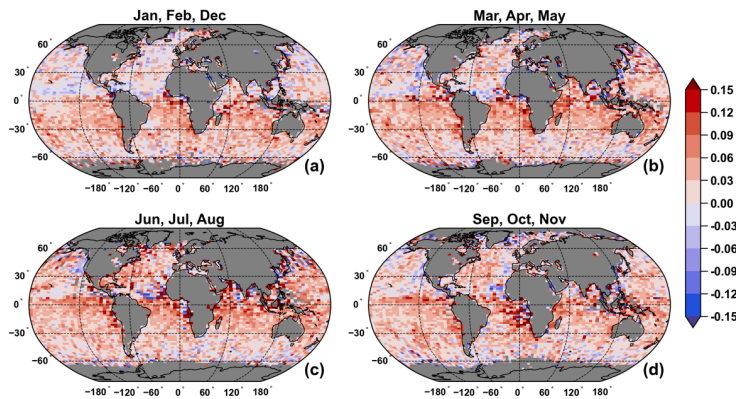 Jan, Feb, Dec
60°
30°
0°
−30°
−60°
−180° −120° −60° 0° 60° 120° 180°
(a)
Mar, Apr, May
60°
30°
0°
−30°
−60°
−180° −120° −60° 0° 60° 120° 180°
(b)
Jun, Jul, Aug
60°
30°
0°
−30°
−60°
−180° −120° −60° 0° 60° 120° 180°
(c)
Sep, Oct, Nov
60°
30°
0°
−30°
−60°
−180° −120° −60° 0° 60° 120° 180°
(d)
0.15
0.12
0.09
0.06
0.03
0.00
-0.03
-0.06
-0.09
-0.12
-0.15